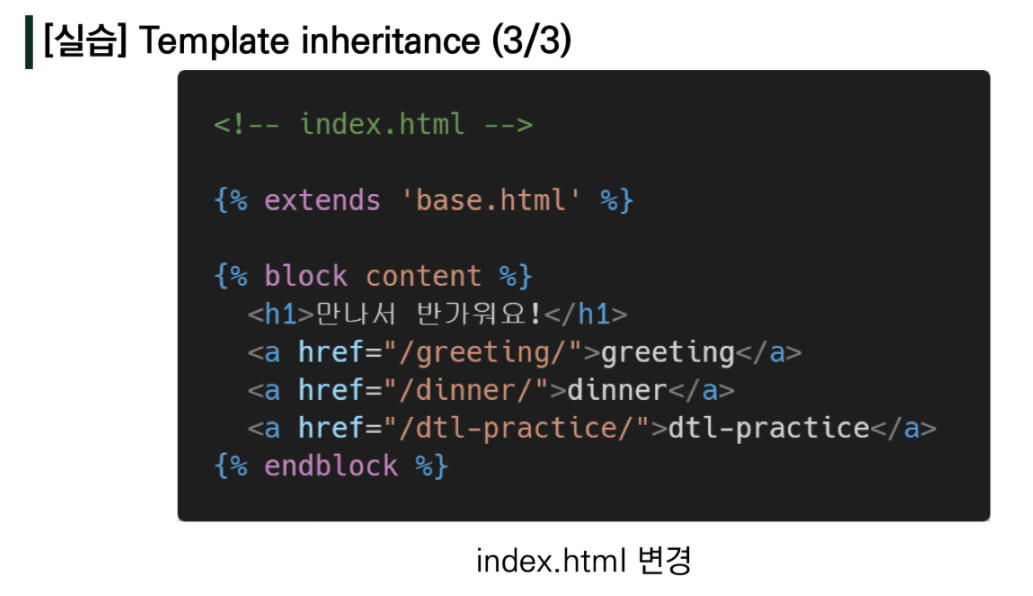 [실습] Template inheritance (3/3)
<!-- index.html -->
{% extends 'base.html' %}
{% block content %}
<h1>만나서 반가워요!</h1>
<a href="/greeting/">greeting</a>
<a href="/dinner/">dinner</a>
<a href="/dtl-practice/">dtl-practice</a>
{% endblock %}
index.html 변경